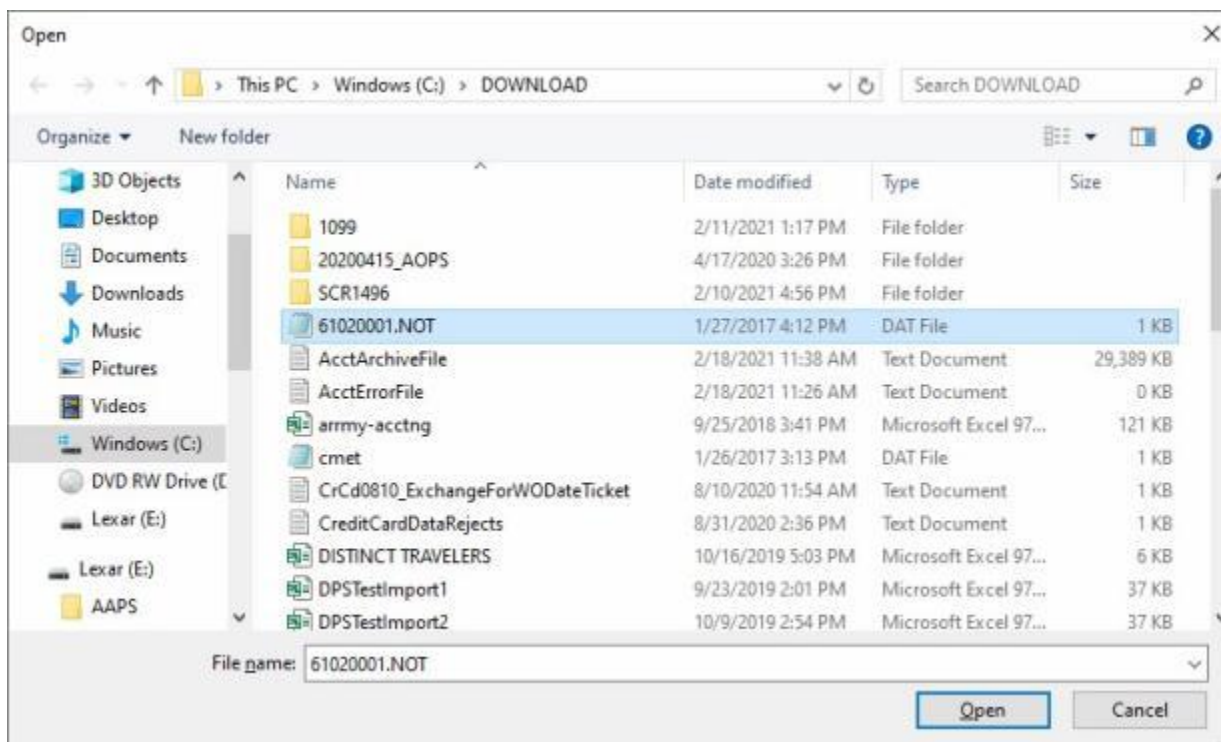 Open
This PC > Windows (C:) > DOWNLOAD
Search DOWNLOAD
Organize
New folder
3D Objects
Desktop
Documents
Downloads
Music
Pictures
Videos
Windows (C:)
DVD RW Drive (D
Lexar (E:)
Lexar (E:)
AAPS
Name Date modified Type Size
1099 2/11/2021 1:17 PM File folder
20200415_AOPS 4/17/2020 3:26 PM File folder
SCR1496 2/10/2021 4:56 PM File folder
61020001.NOT 1/27/2017 4:12 PM DAT File 1 KB
AcctArchiveFile 2/18/2021 11:38 AM Text Document 29,389 KB
AcctErrorFile 2/18/2021 11:26 AM Text Document 0 KB
arrmy-acctng 9/25/2018 3:41 PM Microsoft Excel 97... 121 KB
cmet 1/26/2017 3:13 PM DAT File 1 KB
CrCd0810_ExchangeForWODateTicket 8/10/2020 11:54 AM Text Document 1 KB
CreditCardDataRejects 8/31/2020 2:36 PM Text Document 1 KB
DISTINCT TRAVELERS 10/16/2019 5:03 PM Microsoft Excel 97... 6 KB
DPSTestImport1 9/23/2019 2:01 PM Microsoft Excel 97... 37 KB
DPSTestImport2 10/9/2019 2:54 PM Microsoft Excel 97... 37 KB
File name: 61020001.NOT
Open
Cancel